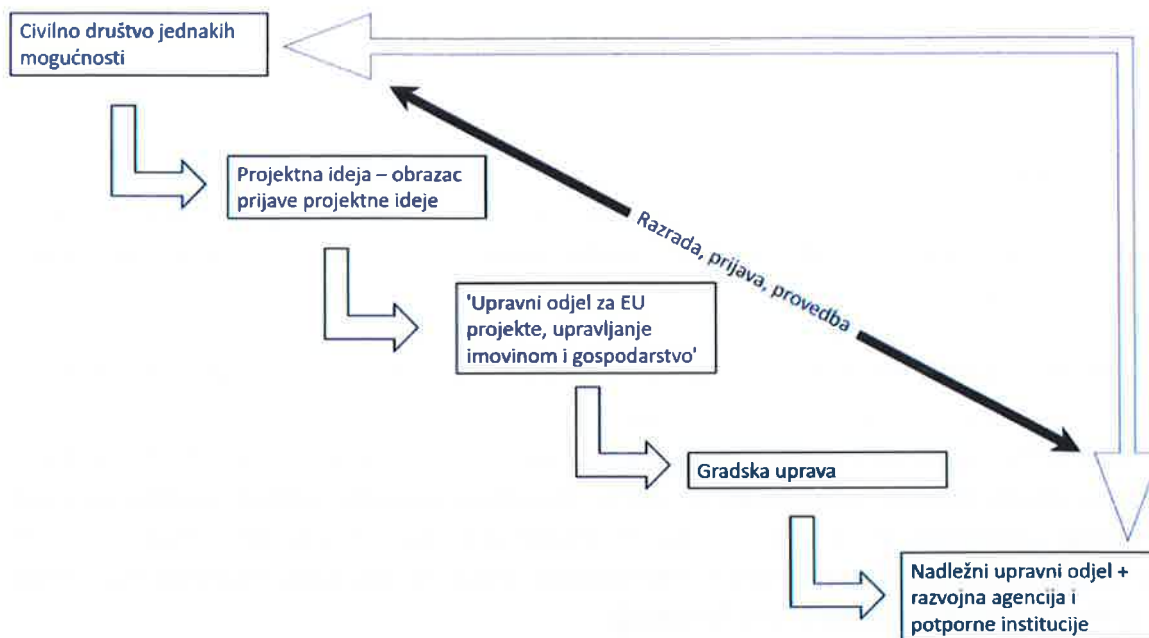 Civilno društvo jednakih
mogućnosti
Projektna ideja – obrazac
prijave projektne ideje
Razrada, prijava, provedba
'Upravni odjel za EU
projekte, upravljanje
imovinom i gospodarstvo'
Gradska uprava
Nadležni upravni odjel +
razvojna agencija i
potporne institucije